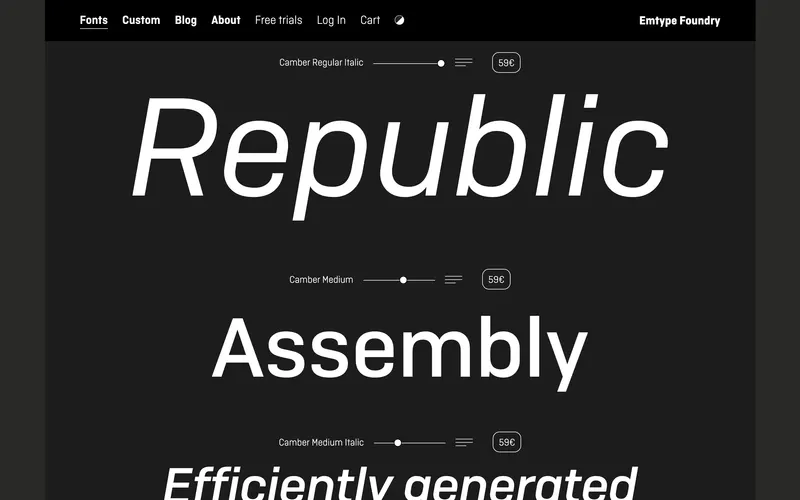 Fonts Custom Blog About Free trials Log In Cart Emtype Foundry
Camber Regular Italic 59€
Republic
Camber Medium 59€
Assembly
Camber Medium Italic 59€
Efficiently generated